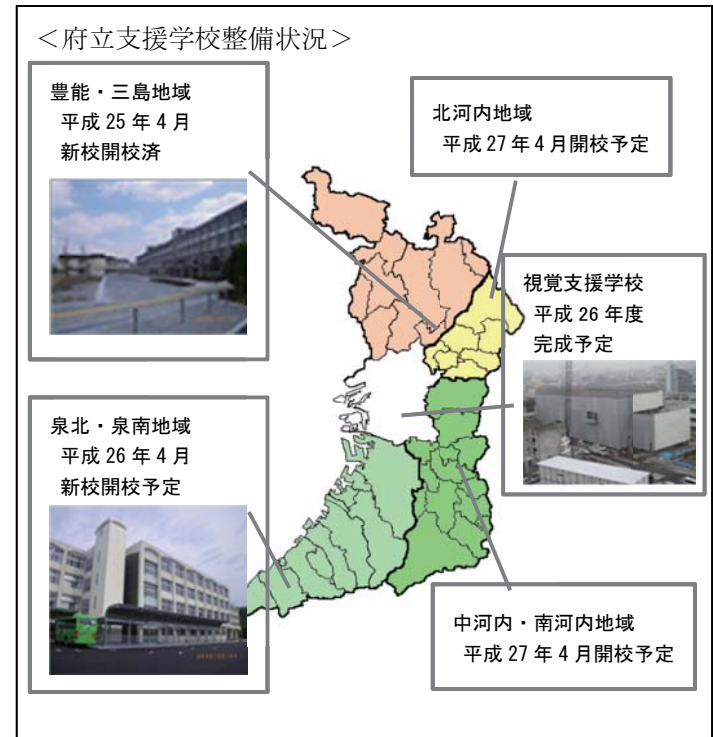 ＜府立支援学校整備状況＞
豊能・三島地域
平成 25 年 4 月
新校開校済
北河内地域
平成 27 年 4 月開校予定
視覚支援学校
平成 26 年度
完成予定
泉北・泉南地域
平成 26 年 4 月
新校開校予定
中河内・南河内地域
平成 27 年 4 月開校予定